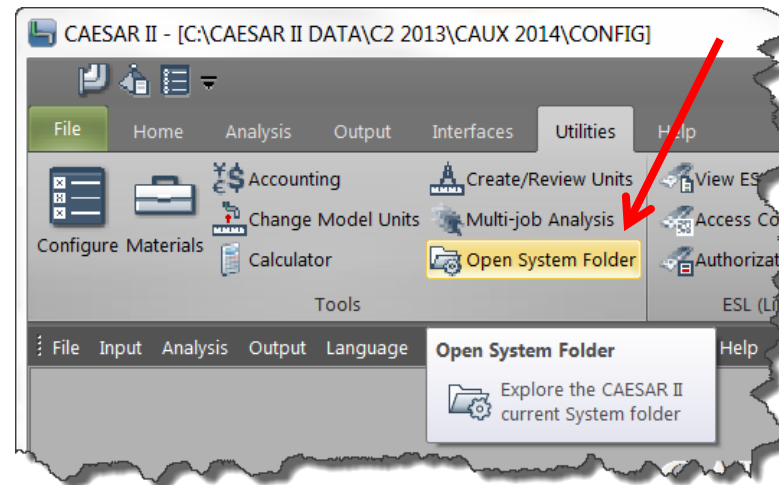 CAESAR II - [C:\CAESAR II DATA\C2 2013\CAUX 2014\CONFIG]
File Home Analysis Output Interfaces Utilities Help
Configure Materials
¥$€ Accounting
Change Model Units
Calculator
Create/Review Units
Multi-job Analysis
Open System Folder
View ES
Access Co
Authorizat
Tools
ESL (Li
File Input Analysis Output Language Help
Open System Folder
Explore the CAESAR II
current System folder